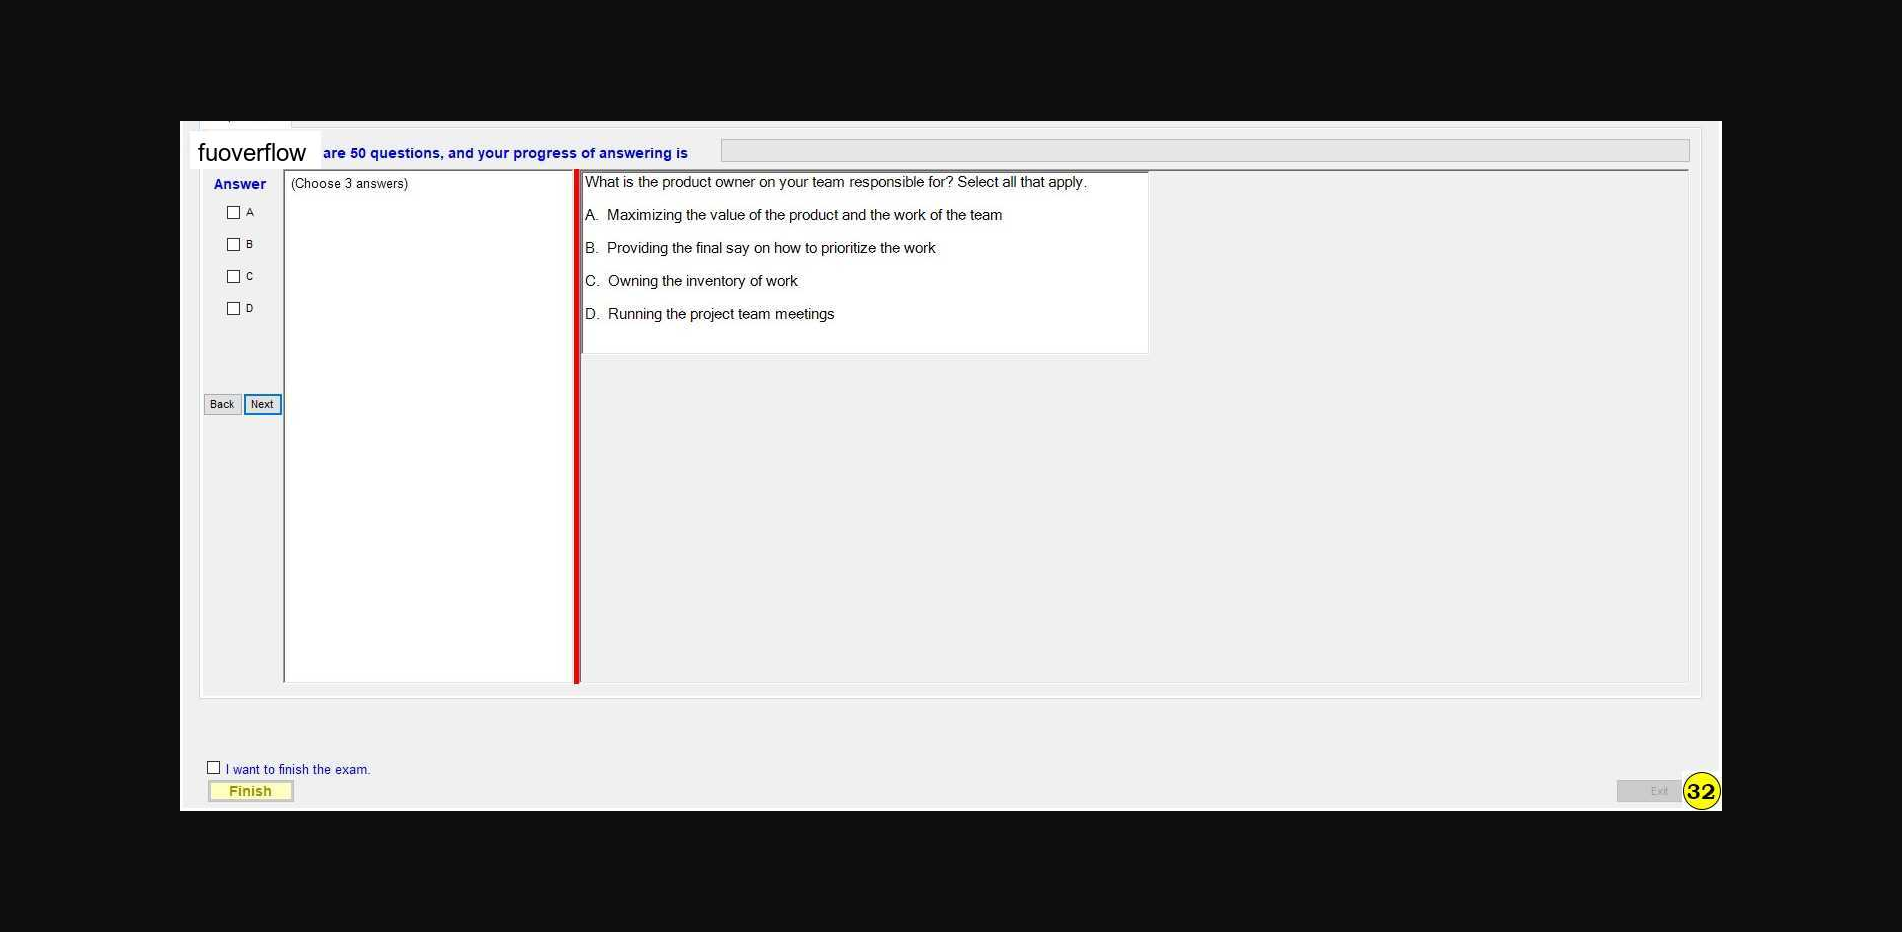 fuoverflow are 50 questions, and your progress of answering is
Answer
(Choose 3 answers)
A
B
C
D
Back Next
What is the product owner on your team responsible for? Select all that apply.
A. Maximizing the value of the product and the work of the team
B. Providing the final say on how to prioritize the work
C. Owning the inventory of work
D. Running the project team meetings
I want to finish the exam.
Finish
Exit
32